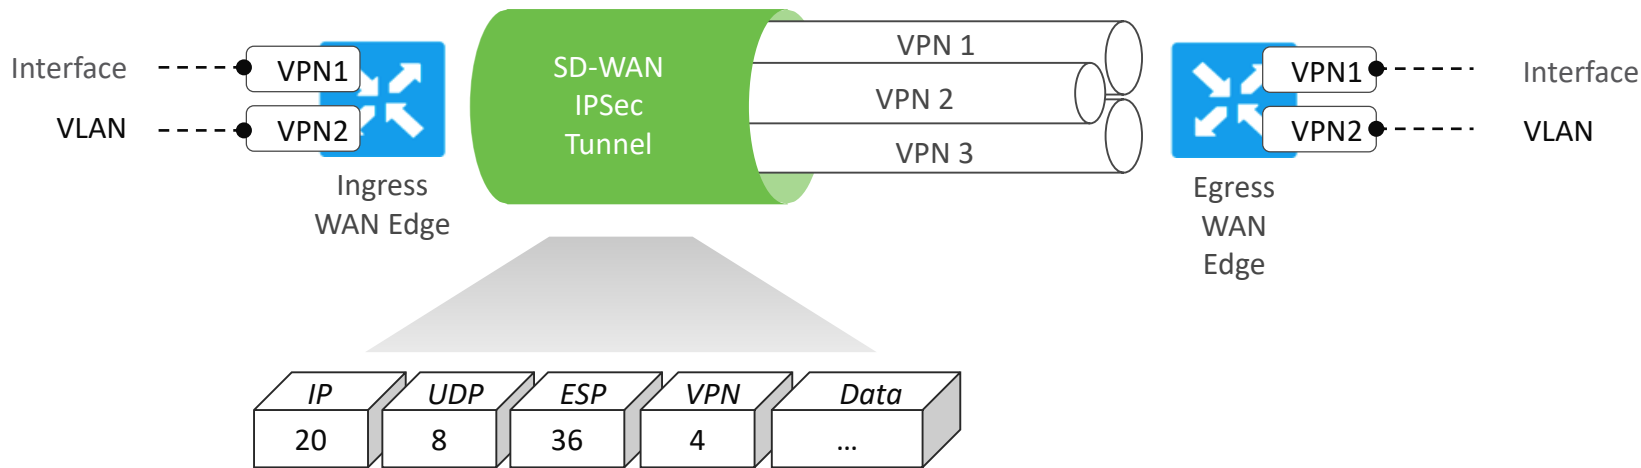 Interface
VLAN
VPN1
VPN2
Ingress
WAN Edge
SD-WAN
IPSec
Tunnel
VPN 1
VPN 2
VPN 3
VPN1
VPN2
Interface
VLAN
Egress
WAN
Edge
IP
UDP
ESP
VPN
Data
20
8
36
4
...